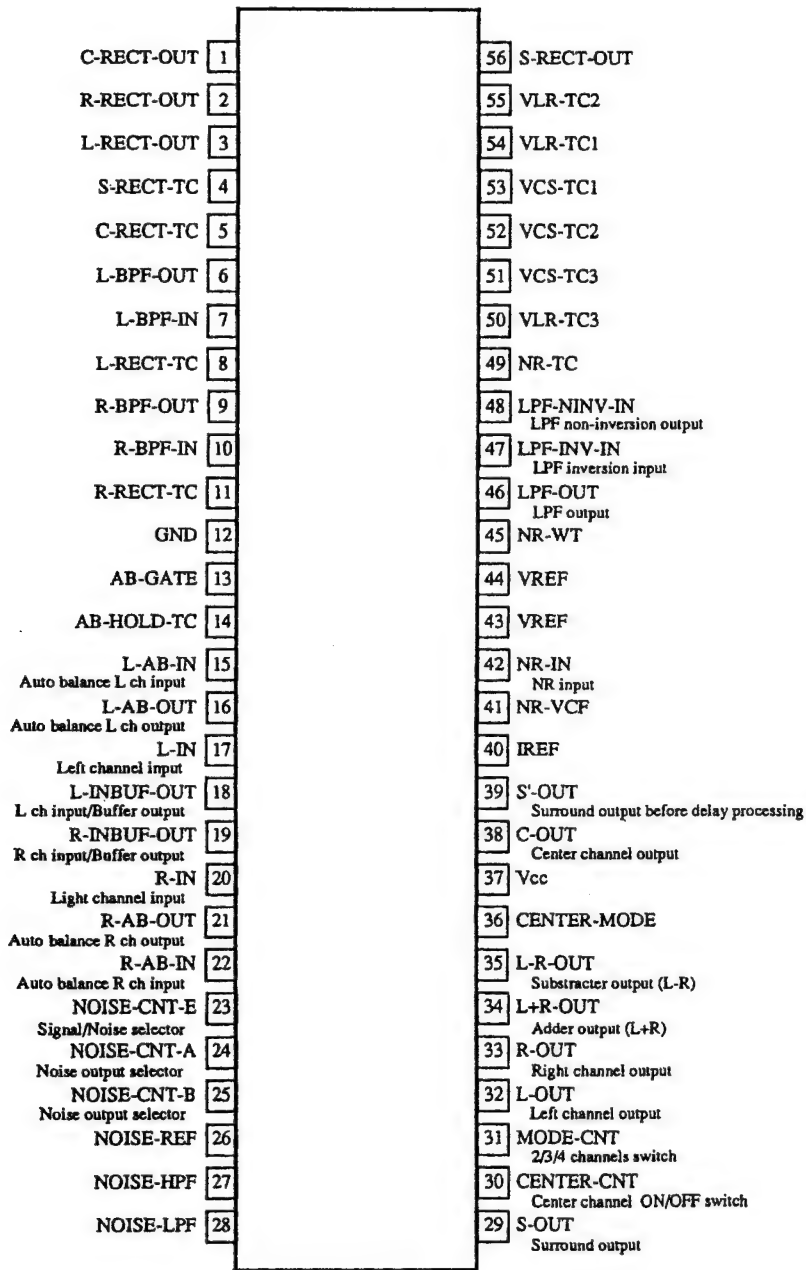 C-RECT-OUT 1
R-RECT-OUT 2
L-RECT-OUT 3
S-RECT-TC 4
C-RECT-TC 5
L-BPF-OUT 6
L-BPF-IN 7
L-RECT-TC 8
R-BPF-OUT 9
R-BPF-IN 10
R-RECT-TC 11
GND 12
AB-GATE 13
AB-HOLD-TC 14
L-AB-IN 15
Auto balance L ch input
L-AB-OUT 16
Auto balance L ch output
L-IN 17
Left channel input
L-INBUF-OUT 18
L ch input/Buffer output
R-INBUF-OUT 19
R ch input/Buffer output
R-IN 20
Light channel input
R-AB-OUT 21
Auto balance R ch output
R-AB-IN 22
Auto balance R ch input
NOISE-CNT-E 23
Signal/Noise selector
NOISE-CNT-A 24
Noise output selector
NOISE-CNT-B 25
Noise output selector
NOISE-REF 26
NOISE-HPF 27
NOISE-LPF 28
56 S-RECT-OUT
55 VLR-TC2
54 VLR-TC1
53 VCS-TC1
52 VCS-TC2
51 VCS-TC3
50 VLR-TC3
49 NR-TC
48 LPF-NINV-IN
LPF non-inversion output
47 LPF-INV-IN
LPF inversion input
46 LPF-OUT
LPF output
45 NR-WT
44 VREF
43 VREF
42 NR-IN
NR input
41 NR-VCF
40 IREF
39 S'-OUT
Surround output before delay processing
38 C-OUT
Center channel output
37 Vcc
36 CENTER-MODE
35 L-R-OUT
Substracter output (L-R)
34 L+R-OUT
Adder output (L+R)
33 R-OUT
Right channel output
32 L-OUT
Left channel output
31 MODE-CNT
2/3/4 channels switch
30 CENTER-CNT
Center channel ON/OFF switch
29 S-OUT
Surround output